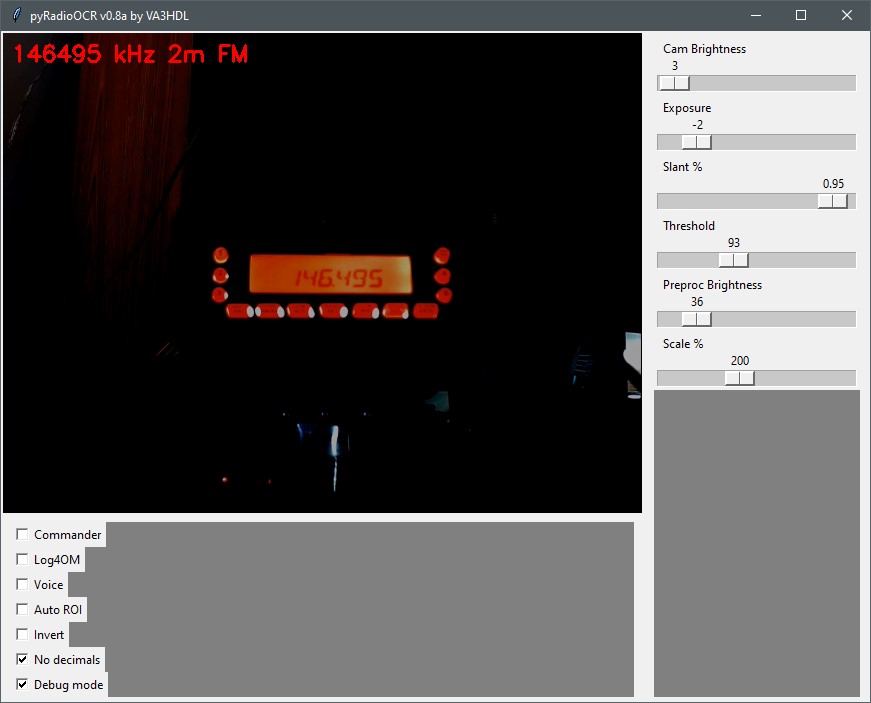 pyRadioOCR v0.8a by VA3HDL
146495 kHz 2m FM
146.495
Cam Brightness
3
Exposure
-2
Slant %
0.95
Threshold
93
Preproc Brightness
36
Scale %
200
Commander
Log4OM
Voice
Auto ROI
Invert
No decimals
Debug mode